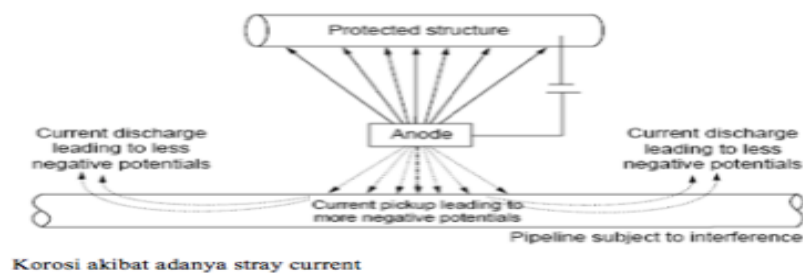 Protected structure
Anode
Current discharge
leading to less
negative potentials
Current discharge
leading to less
negative potentials
Current pickup leading to
more negative potentials
Pipeline subject to interference
Korosi akibat adanya stray current